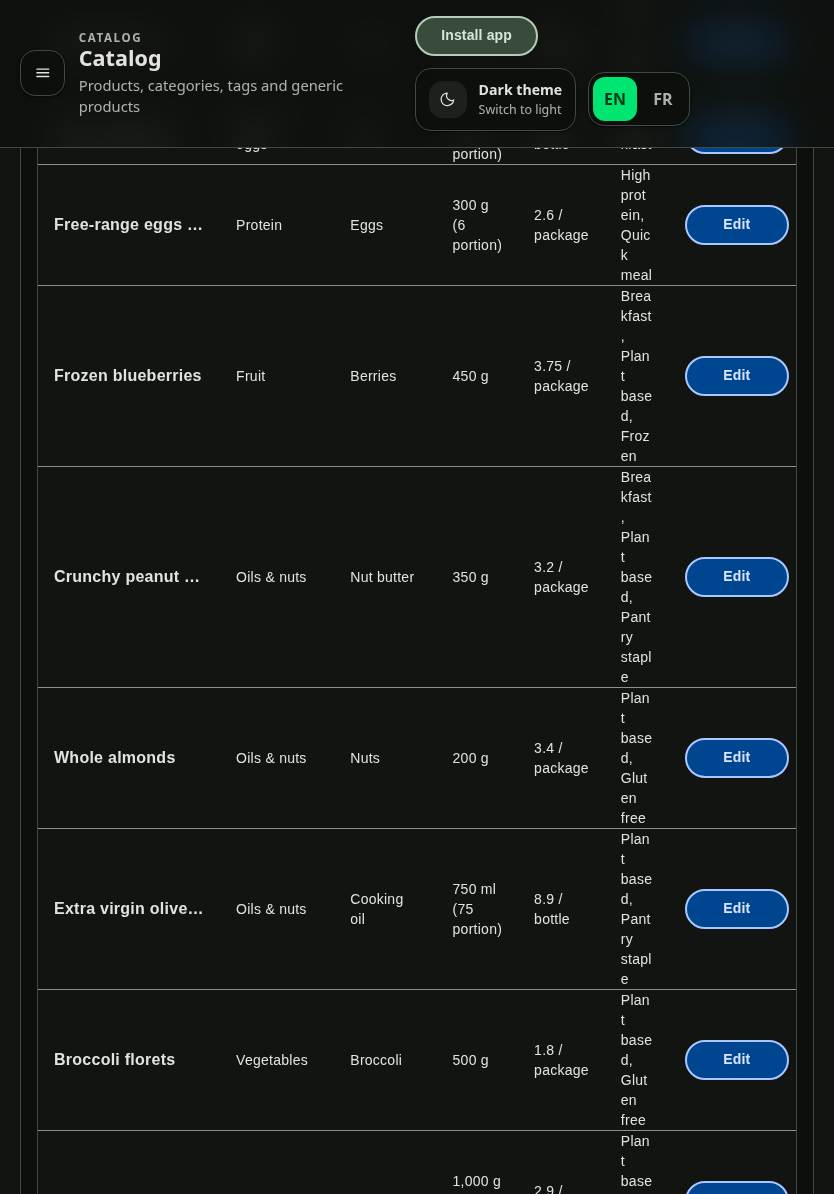 CATALOG
Catalog
Products, categories, tags and generic
products
Install app
Dark theme
Switch to light
EN
FR
portion)
Free-range eggs …
Protein
Eggs
300 g
(6
portion)
2.6 /
package
High
prot
ein,
Quic
k
meal
Edit
Frozen blueberries
Fruit
Berries
450 g
3.75 /
package
Brea
kfast
,
Plan
t
base
d,
Froz
en
Edit
Crunchy peanut …
Oils & nuts
Nut butter
350 g
3.2 /
package
Brea
kfast
,
Plan
t
base
d,
Pant
ry
stapl
e
Edit
Whole almonds
Oils & nuts
Nuts
200 g
3.4 /
package
Plan
t
base
d,
Glut
en
free
Edit
Extra virgin olive…
Oils & nuts
Cooking
oil
750 ml
(75
portion)
8.9 /
bottle
Plan
t
base
d,
Pant
ry
stapl
e
Edit
Broccoli florets
Vegetables
Broccoli
500 g
1.8 /
package
Plan
t
base
d,
Glut
en
free
Edit
1,000 g
2.9 /
Plan
t
base